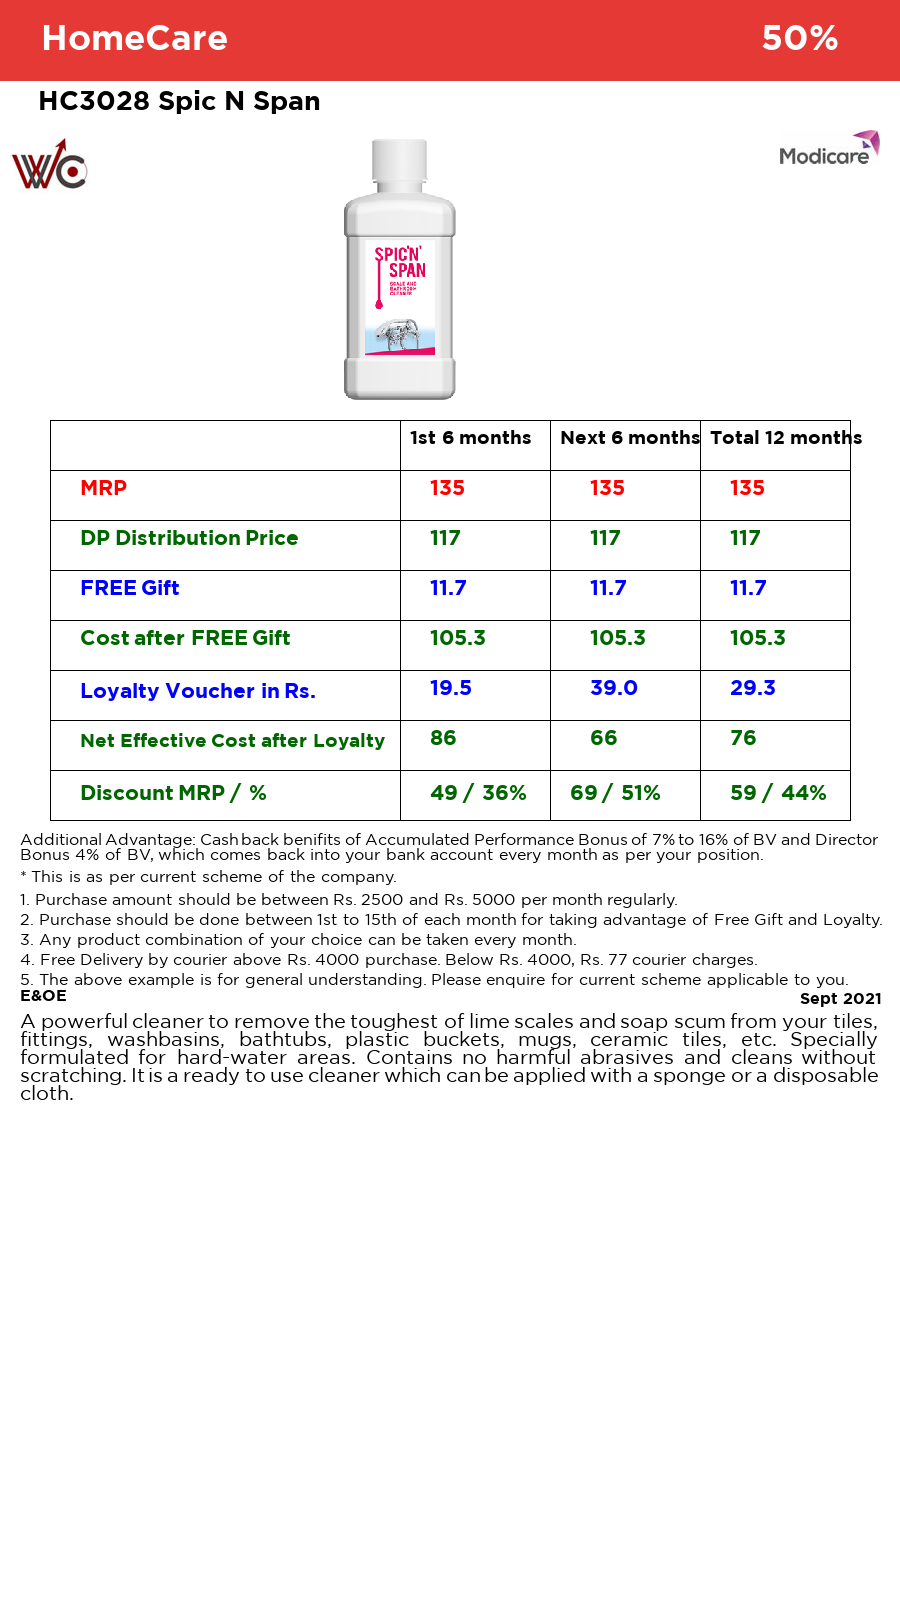 HomeCare 50%
HC3028 Spic N Span
WC
Modicare
SPIC'N'
SPAN
SCALE AND
BATHROOM
CLEANER
1st 6 months Next 6 months Total 12 months
MRP 135 135 135
DP Distribution Price 117 117 117
FREE Gift 11.7 11.7 11.7
Cost after FREE Gift 105.3 105.3 105.3
Loyalty Voucher in Rs. 19.5 39.0 29.3
Net Effective Cost after Loyalty 86 66 76
Discount MRP / % 49 / 36% 69 / 51% 59 / 44%
Additional Advantage: Cashback benifits of Accumulated Performance Bonus of 7% to 16% of BV and Director
Bonus 4% of BV, which comes back into your bank account every month as per your position.
* This is as per current scheme of the company.
1. Purchase amount should be between Rs. 2500 and Rs. 5000 per month regularly.
2. Purchase should be done between 1st to 15th of each month for taking advantage of Free Gift and Loyalty.
3. Any product combination of your choice can be taken every month.
4. Free Delivery by courier above Rs. 4000 purchase. Below Rs. 4000, Rs. 77 courier charges.
5. The above example is for general understanding. Please enquire for current scheme applicable to you.
E&OE Sept 2021
A powerful cleaner to remove the toughest of lime scales and soap scum from your tiles,
fittings, washbasins, bathtubs, plastic buckets, mugs, ceramic tiles, etc. Specially
formulated for hard-water areas. Contains no harmful abrasives and cleans without
scratching. It is a ready to use cleaner which can be applied with a sponge or a disposable
cloth.